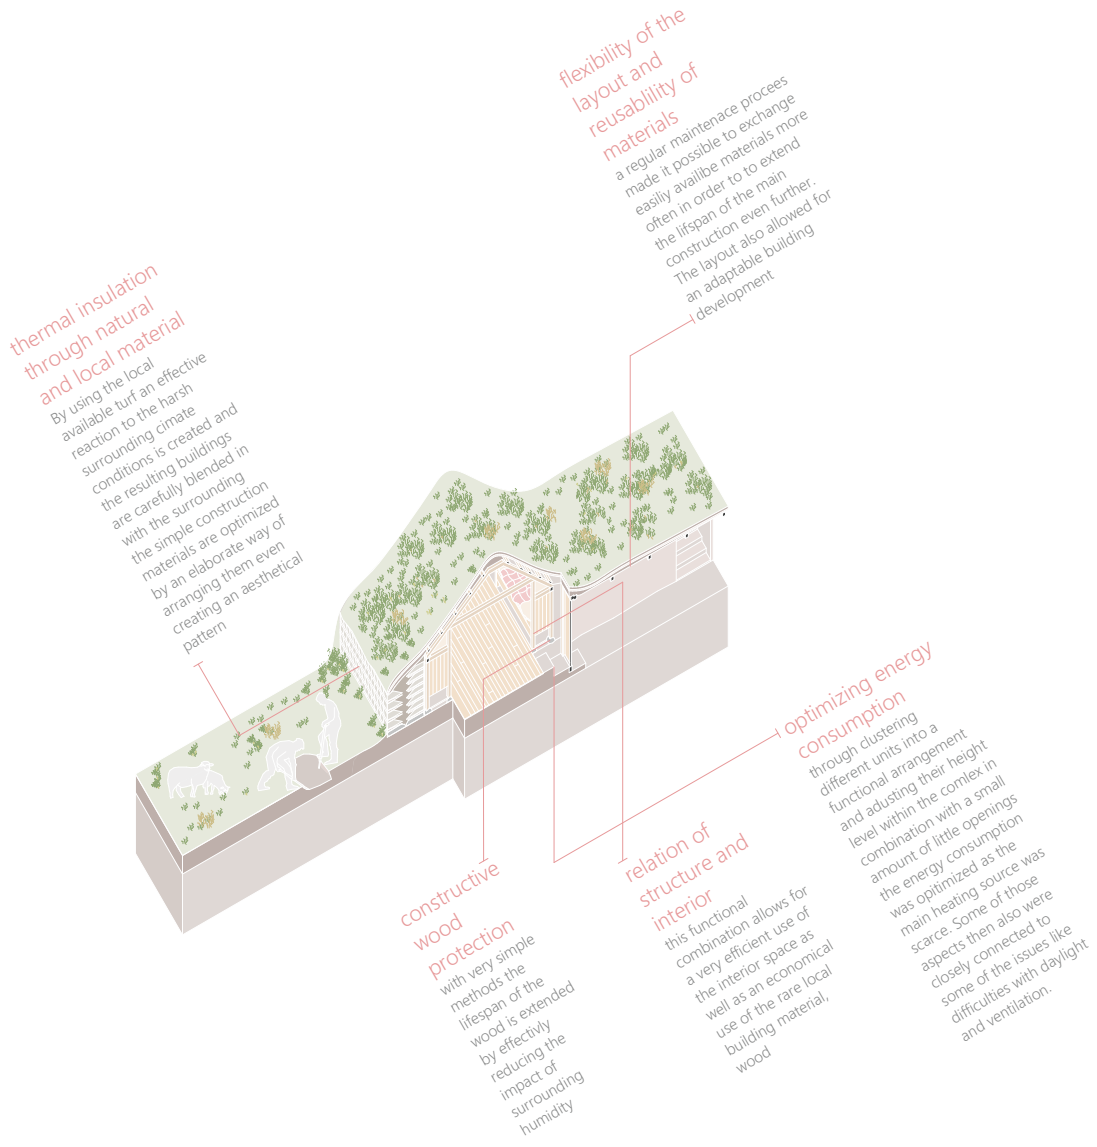 flexibility of the
layout and
reusablility of
materials
a regular maintenace procees
made it possible to exchange
easiliy availibe materials more
often in order to to extend
the lifspan of the main
construction even further.
The layout also allowed for
an adaptable building
development
thermal insulation
through natural
and local material
By using the local
available turf an effective
reaction to the harsh
surrounding cimate
conditions is created and
the resulting buildings
are carefully blended in
with the surrounding
the simple construction
materials are optimized
by an elaborate way of
arranging them even
creating an aesthetical
pattern
optimizing energy
consumption
through clustering
different units into a
functional arrangement
and adusting their height
level within the comlex in
combination with a small
amount of little openings
the energy consumption
was opitimized as the
main heating source was
scarce. Some of those
aspects then also were
closely connected to
some of the issues like
difficulties with daylight
and ventilation.
relation of
structure and
interior
this functional
combination allows for
a very efficient use of
the interior space as
well as an economical
use of the rare local
building material,
wood
constructive
wood
protection
with very simple
methods the
lifespan of the
wood is extended
by effectivly
reducing the
impact of
surrounding
humidity